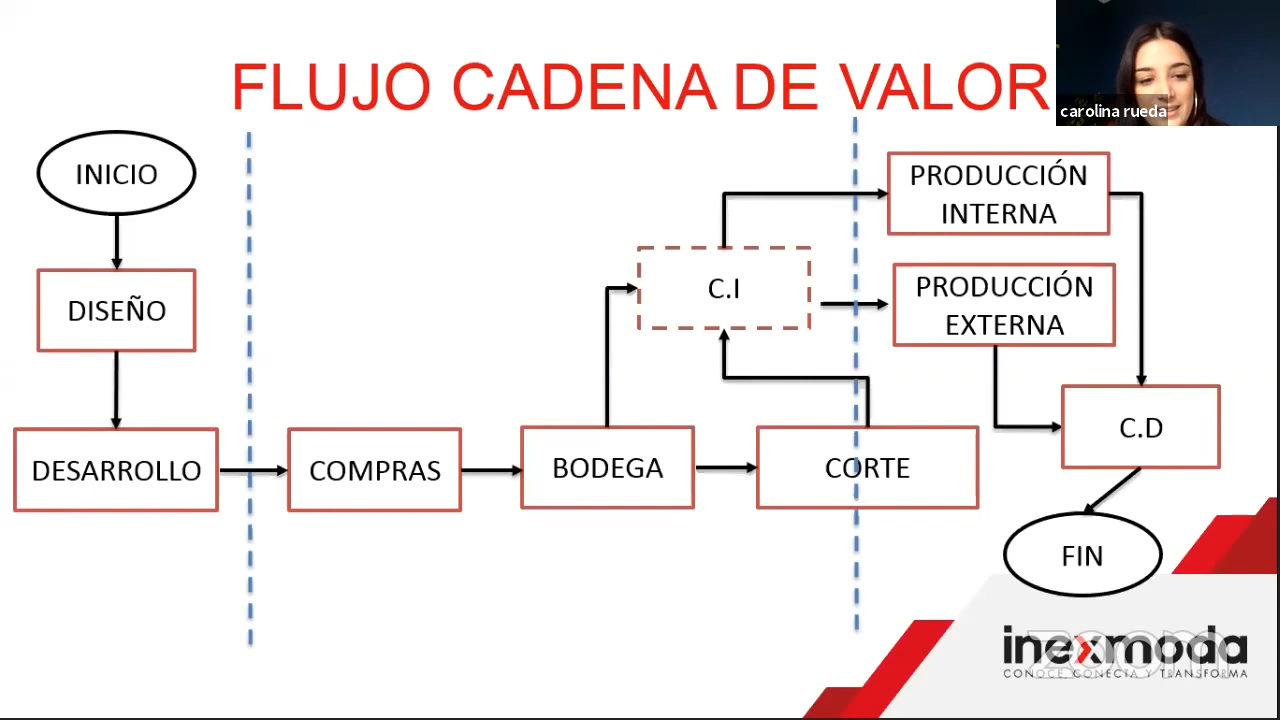 FLUJO CADENA DE VALOR
carolina rueda
INICIO
DISEÑO
DESARROLLO
COMPRAS
BODEGA
CORTE
C.I
PRODUCCIÓN
INTERNA
PRODUCCIÓN
EXTERNA
C.D
FIN
inexmoda
zoom
CONOCE, CONECTA Y TRANSFORMA